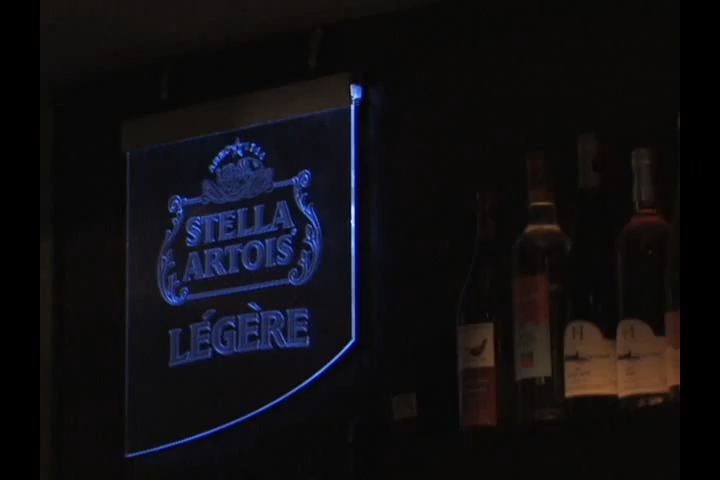 STELLA
ARTOIS
LÉGÈRE
H
H